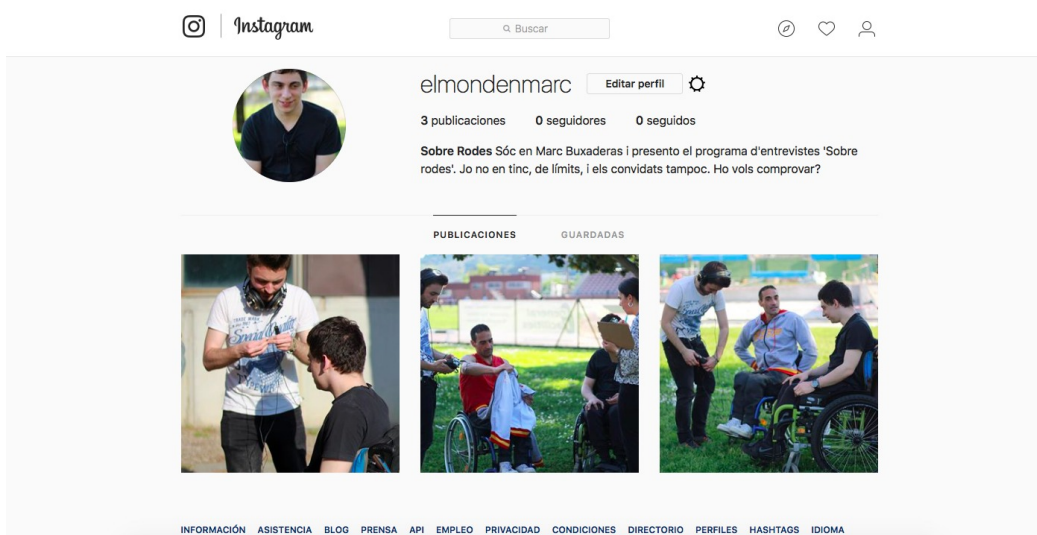 Instagram
Buscar
elmondenmarc Editar perfil
3 publicaciones 0 seguidores 0 seguidos
Sobre Rodes Sóc en Marc Buxaderas i presento el programa d'entrevistes 'Sobre
rodes'. Jo no en tinc, de límits, i els convidats tampoc. Ho vols comprovar?
PUBLICACIONES GUARDADAS
INFORMACIÓN ASISTENCIA BLOG PRENSA API EMPLEO PRIVACIDAD CONDICIONES DIRECTORIO PERFILES HASHTAGS IDIOMA